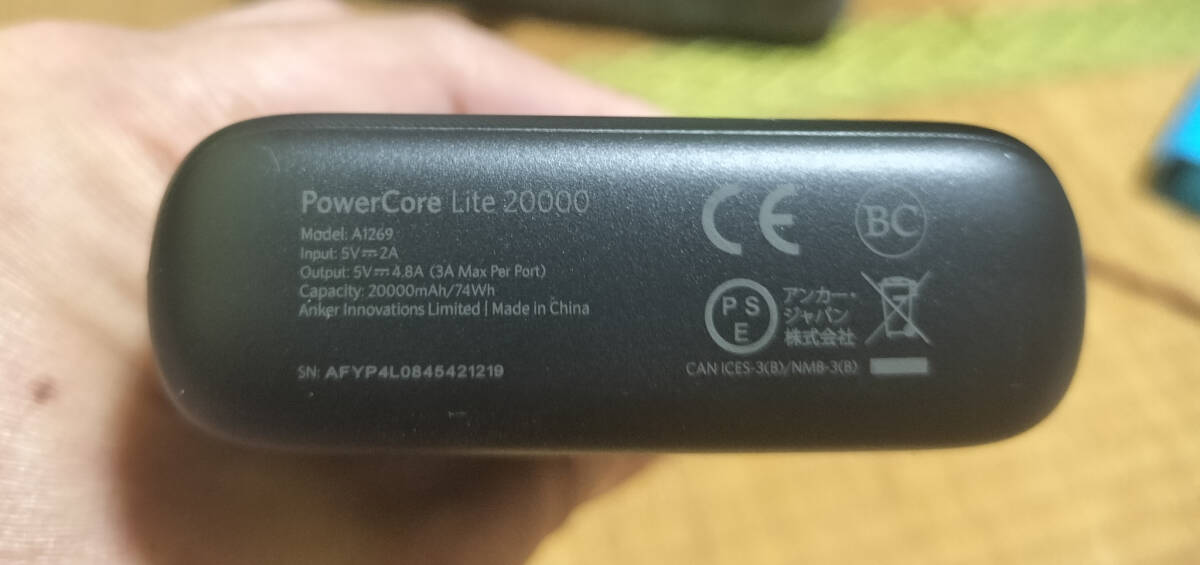 PowerCore Lite 20000
Model: A1269
Input: 5V⎓2A
Output: 5V⎓4.8A (3A Max Per Port)
Capacity: 20000mAh/74Wh
Anker Innovations Limited | Made in China
SN: AFYP4L0845421219
CE
BC
PSE
アンカー・
ジャパン
株式会社
CAN ICES-3(B)/NMB-3(B)